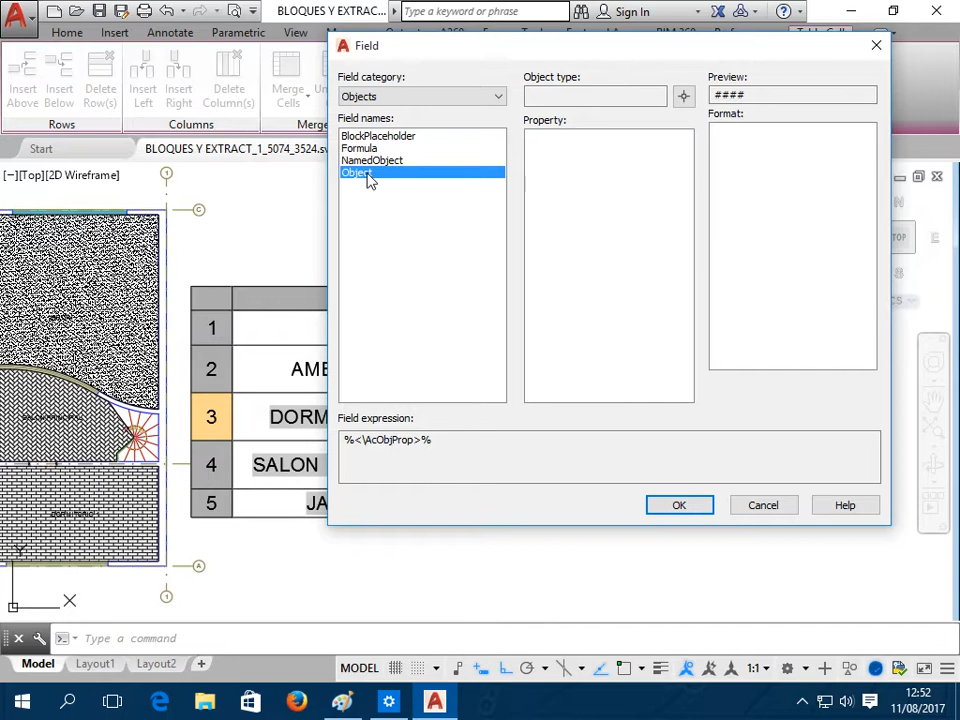 BLOQUES Y EXTRAC...
Type a keyword or phrase
Sign In
Home
Insert
Annotate
Parametric
View
Insert Above
Insert Below
Delete Row(s)
Insert Left
Insert Right
Delete Column(s)
Merge Cells
Rows
Columns
Merge
Start
BLOQUES Y EXTRACT_1_5074_3524.sv
[−][Top][2D Wireframe]
Field
Field category:
Objects
Field names:
BlockPlaceholder
Formula
NamedObject
Object
Object type:
Property:
Preview:
####
Format:
Field expression:
%<\AcObjProp>%
OK
Cancel
Help
1
C
A
1
1
2
AMB
3
DORM
4
SALON
5
JA
N
TOP
E
S
Y
X
Type a command
Model
Layout1
Layout2
+
MODEL
1:1
12:52
11/08/2017